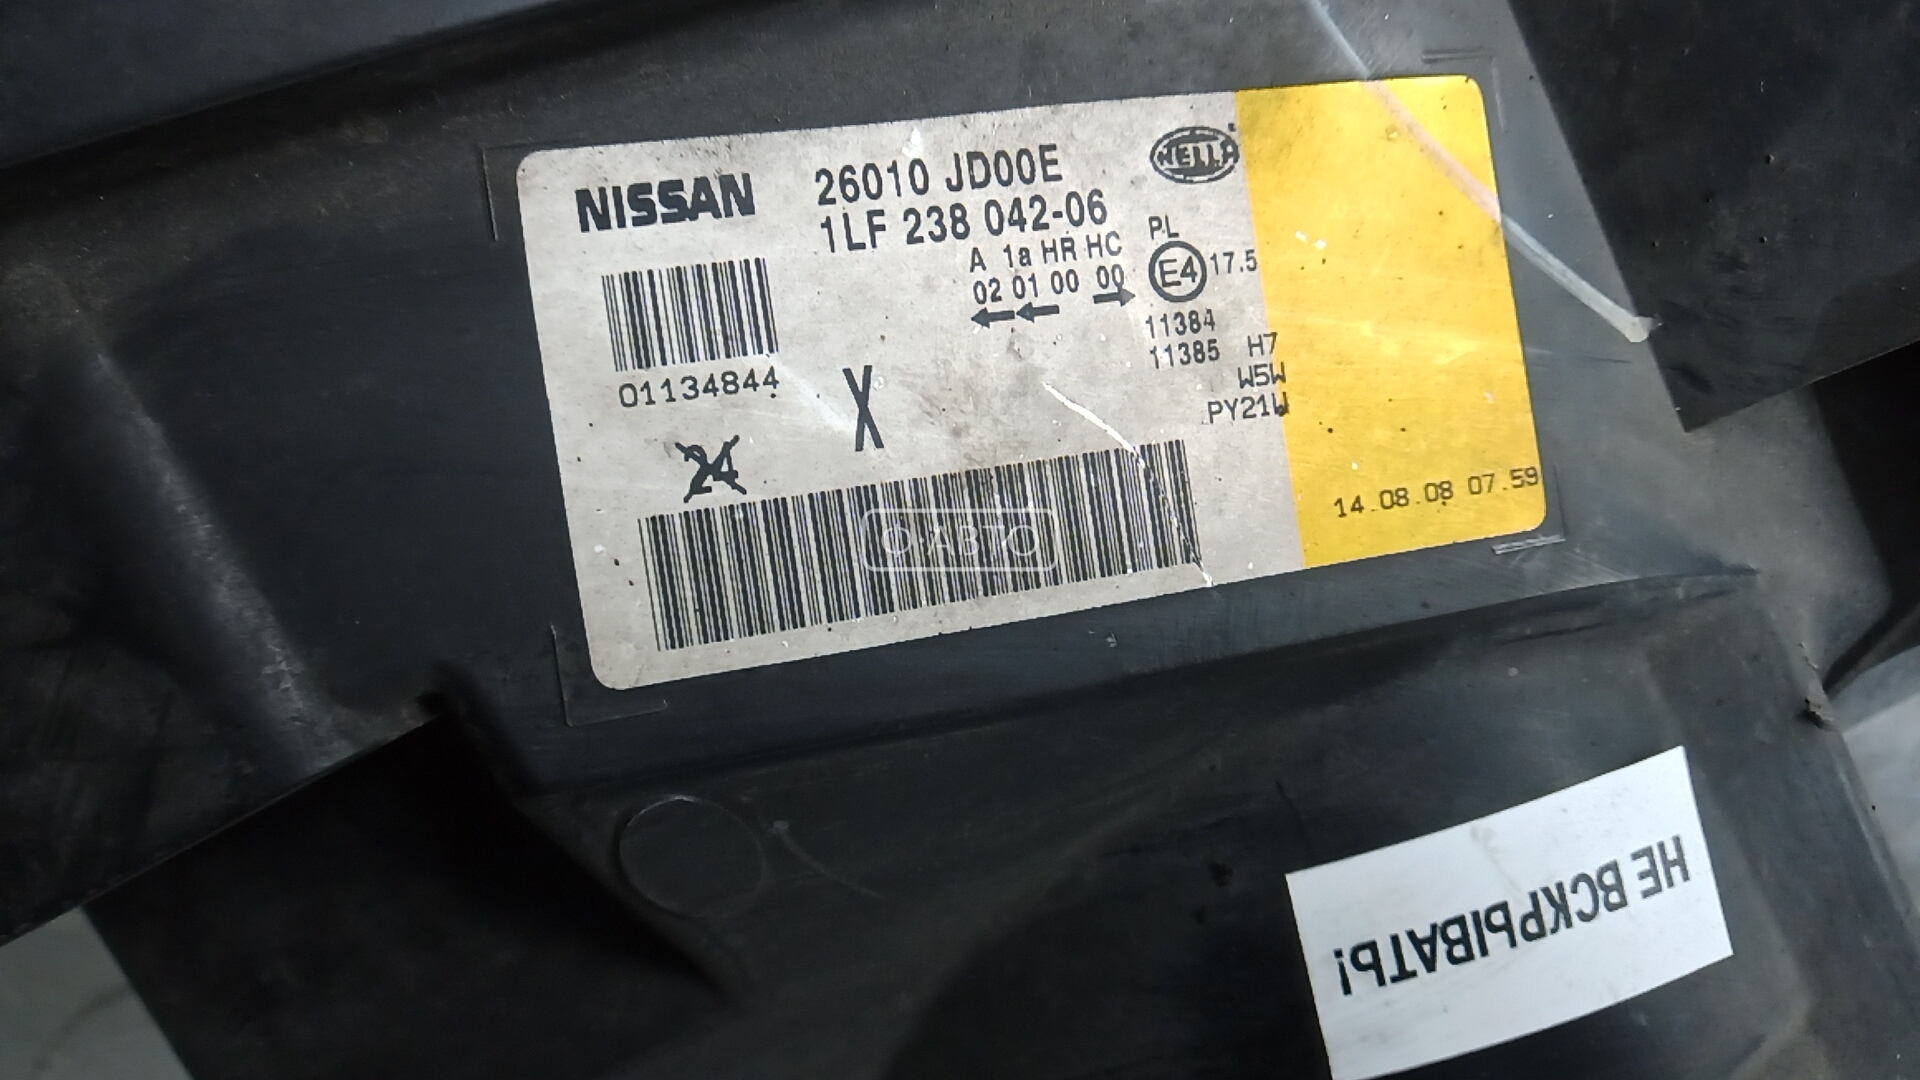 NISSAN
26010 JD00E
1LF 238 042-06
HELLA
A 1a HR HC
02 01 00 00
PL
E4 17.5
11384
11385 H7
W5W
PY21W
01134844
24
X
14.08.08 07.59
О·АВТО
НЕ ВСКРЫВАТЬ!